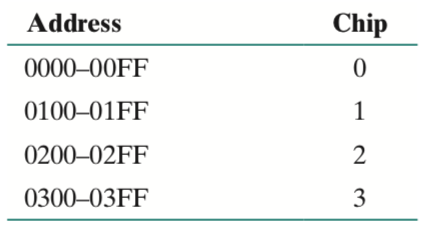 Address Chip
0000–00FF 0
0100–01FF 1
0200–02FF 2
0300–03FF 3